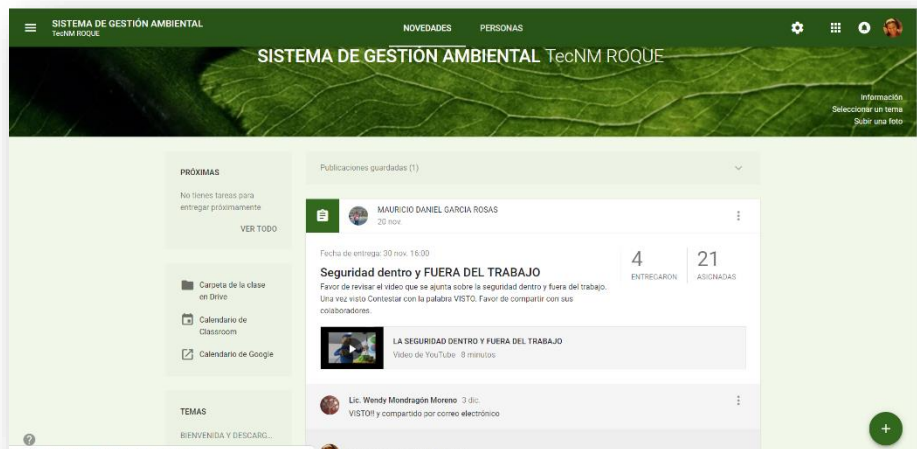 SISTEMA DE GESTIÓN AMBIENTAL
TecNM ROQUE
NOVEDADES
PERSONAS
SISTEMA DE GESTIÓN AMBIENTAL TecNM ROQUE
Información
Seleccionar un tema
Subir una foto
PRÓXIMAS
No tienes tareas para
entregar próximamente
VER TODO
Carpeta de la clase
en Drive
Calendario de
Classroom
Calendario de Google
TEMAS
BIENVENIDA Y DESCARG...
Publicaciones guardadas (1)
MAURICIO DANIEL GARCIA ROSAS
20 nov.
Fecha de entrega: 30 nov. 16:00
Seguridad dentro y FUERA DEL TRABAJO
Favor de revisar el video que se ajunta sobre la seguridad dentro y fuera del trabajo.
Una vez visto Contestar con la palabra VISTO. Favor de compartir con sus
colaboradores.
4
ENTREGARON
21
ASIGNADAS
LA SEGURIDAD DENTRO Y FUERA DEL TRABAJO
Video de YouTube 8 minutos
Lic. Wendy Mondragón Moreno 3 dic.
VISTO!! y compartido por correo electrónico